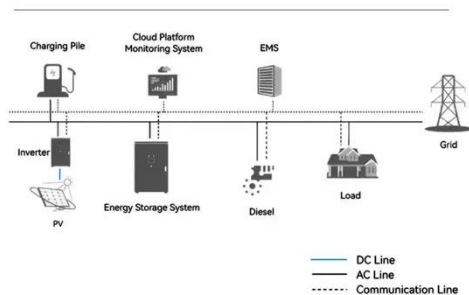 Charging Pile
Cloud Platform
Monitoring System
EMS
Grid
Inverter
PV
Energy Storage System
Diesel
Load
DC Line
AC Line
Communication Line